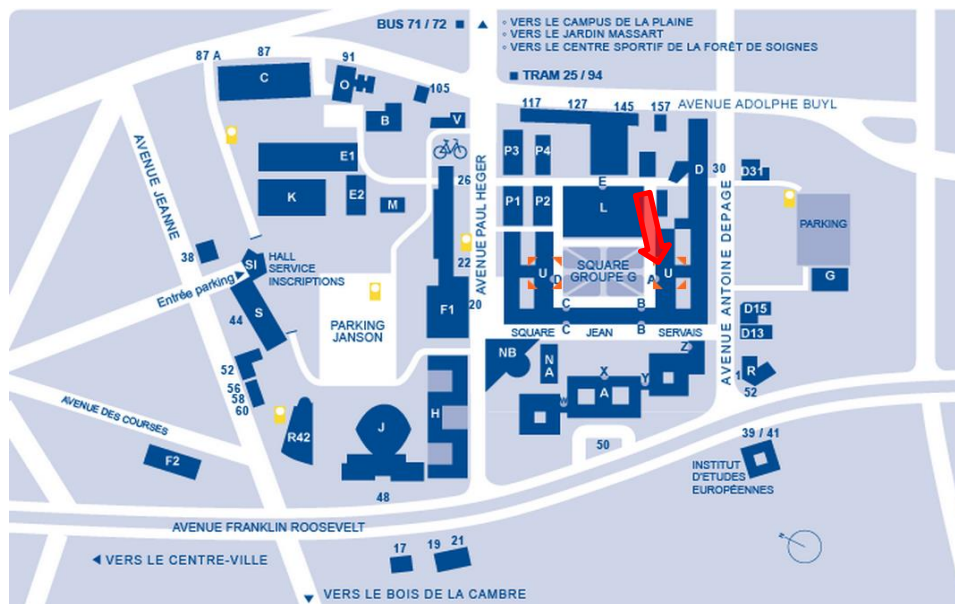 BUS 71 / 72
VERS LE CAMPUS DE LA PLAINE
VERS LE JARDIN MASSART
VERS LE CENTRE SPORTIF DE LA FORÊT DE SOIGNES
TRAM 25 / 94
87 A
87
91
105
C
O
B
V
117
127
145
157
AVENUE ADOLPHE BUYL
P3
P4
D
30
D31
E1
E2
K
M
26
E
P1
P2
L
AVENUE JEANNE
AVENUE PAUL HEGER
AVENUE ANTOINE DEPAGE
PARKING
G
38
SI
HALL
SERVICE
INSCRIPTIONS
Entrée parking
22
U
D
SQUARE
GROUPE G
A
U
44
S
PARKING
JANSON
F1
20
C
B
C
B
SQUARE
JEAN
SERVAIS
D15
D13
NB
N
A
X
Y
Z
W
A
1
R
52
52
56
58
60
AVENUE DES COURSES
F2
R42
J
H
50
39 / 41
INSTITUT
D'ETUDES
EUROPÉENNES
48
AVENUE FRANKLIN ROOSEVELT
VERS LE CENTRE-VILLE
17
19
21
VERS LE BOIS DE LA CAMBRE